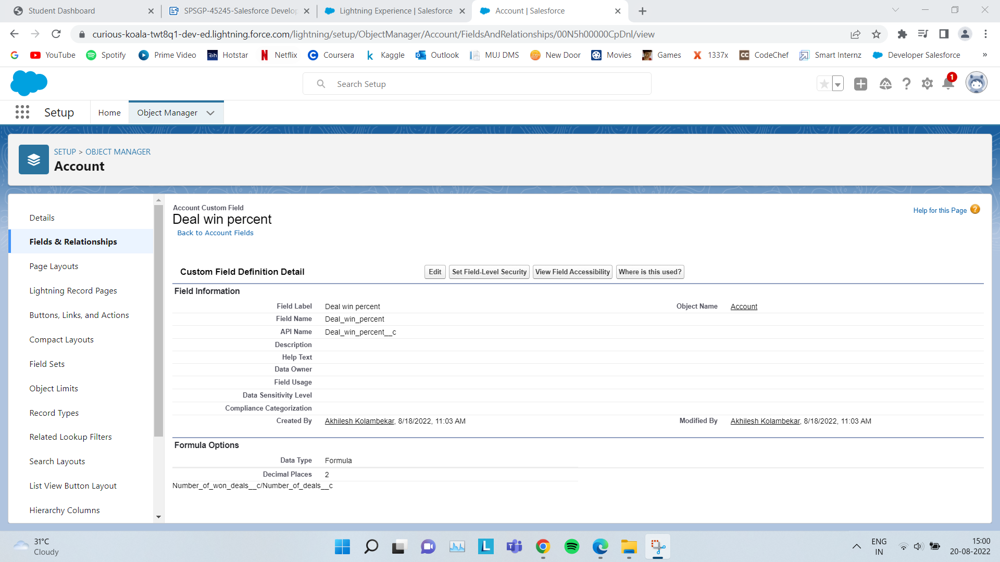 Student Dashboard
SPSGP-45245-Salesforce Develop
Lightning Experience | Salesforce
Account | Salesforce
curious-koala-twt8q1-dev-ed.lightning.force.com/lightning/setup/ObjectManager/Account/FieldsAndRelationships/00N5h00000CpDnl/view
YouTube
Spotify
Prime Video
Hotstar
Netflix
Coursera
Kaggle
Outlook
MUJ DMS
New Door
Movies
Games
1337x
CodeChef
Smart Internz
Developer Salesforce
»
Search Setup
1
Setup
Home
Object Manager
SETUP > OBJECT MANAGER
Account
Details
Fields & Relationships
Page Layouts
Lightning Record Pages
Buttons, Links, and Actions
Compact Layouts
Field Sets
Object Limits
Record Types
Related Lookup Filters
Search Layouts
List View Button Layout
Hierarchy Columns
Account Custom Field
Deal win percent
Back to Account Fields
Help for this Page
Custom Field Definition Detail
Edit
Set Field-Level Security
View Field Accessibility
Where is this used?
Field Information
Field Label Deal win percent Object Name Account
Field Name Deal_win_percent
API Name Deal_win_percent__c
Description
Help Text
Data Owner
Field Usage
Data Sensitivity Level
Compliance Categorization
Created By Akhilesh Kolambekar, 8/18/2022, 11:03 AM Modified By Akhilesh Kolambekar, 8/18/2022, 11:03 AM
Formula Options
Data Type Formula
Decimal Places 2
Number_of_won_deals__c/Number_of_deals__c
31°C
Cloudy
ENG
IN
15:00
20-08-2022